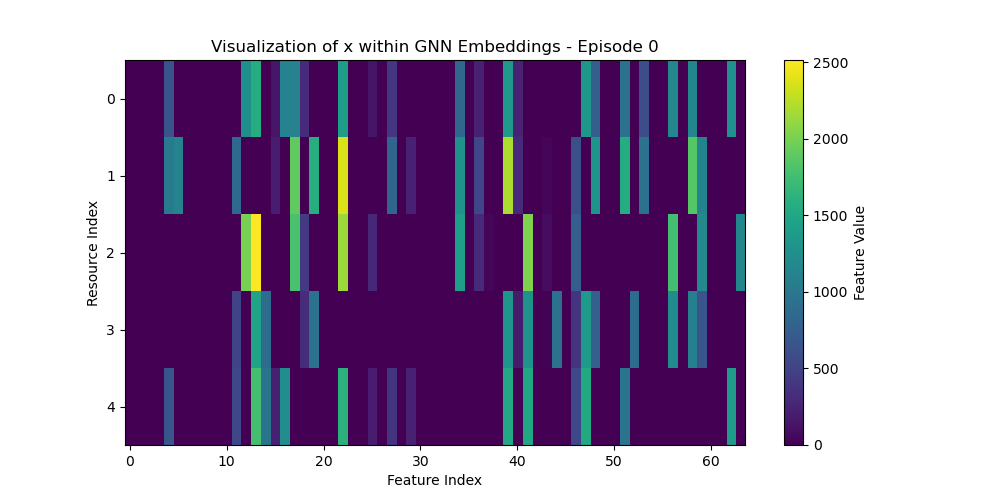 Visualization of x within GNN Embeddings - Episode 0
Resource Index
0
1
2
3
4
0 10 20 30 40 50 60
Feature Index
2500
2000
1500
1000
500
0
Feature Value